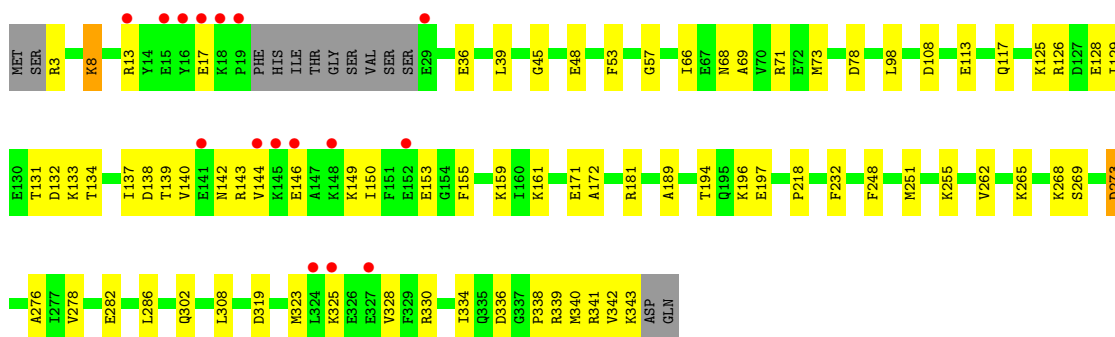 MET SER R3 K8 R13 Y14 E15 Y16 E17 K18 P19 PHE HIS ILE THR GLY SER VAL SER SER E29 E36 L39 G45 E48 F53 G57 I66 E67 N68 A69 V70 R71 E72 M73 D78 L98 D108 E113 Q117 K125 R126 D127 E128 I129
E130 T131 D132 K133 T134 I137 D138 T139 V140 E141 N142 R143 V144 K145 E146 A147 K148 K149 I150 F151 E152 E153 G154 F155 K159 I160 K161 E171 A172 R181 A189 T194 Q195 K196 E197 P218 F232 F248 M251 K255 V262 K265 K268 S269
A276 I277 V278 E282 L286 Q302 L308 D319 M323 L324 K325 E326 E327 V328 F329 R330 I334 Q335 D336 G337 P338 R339 M340 R341 V342 K343 ASP GLN